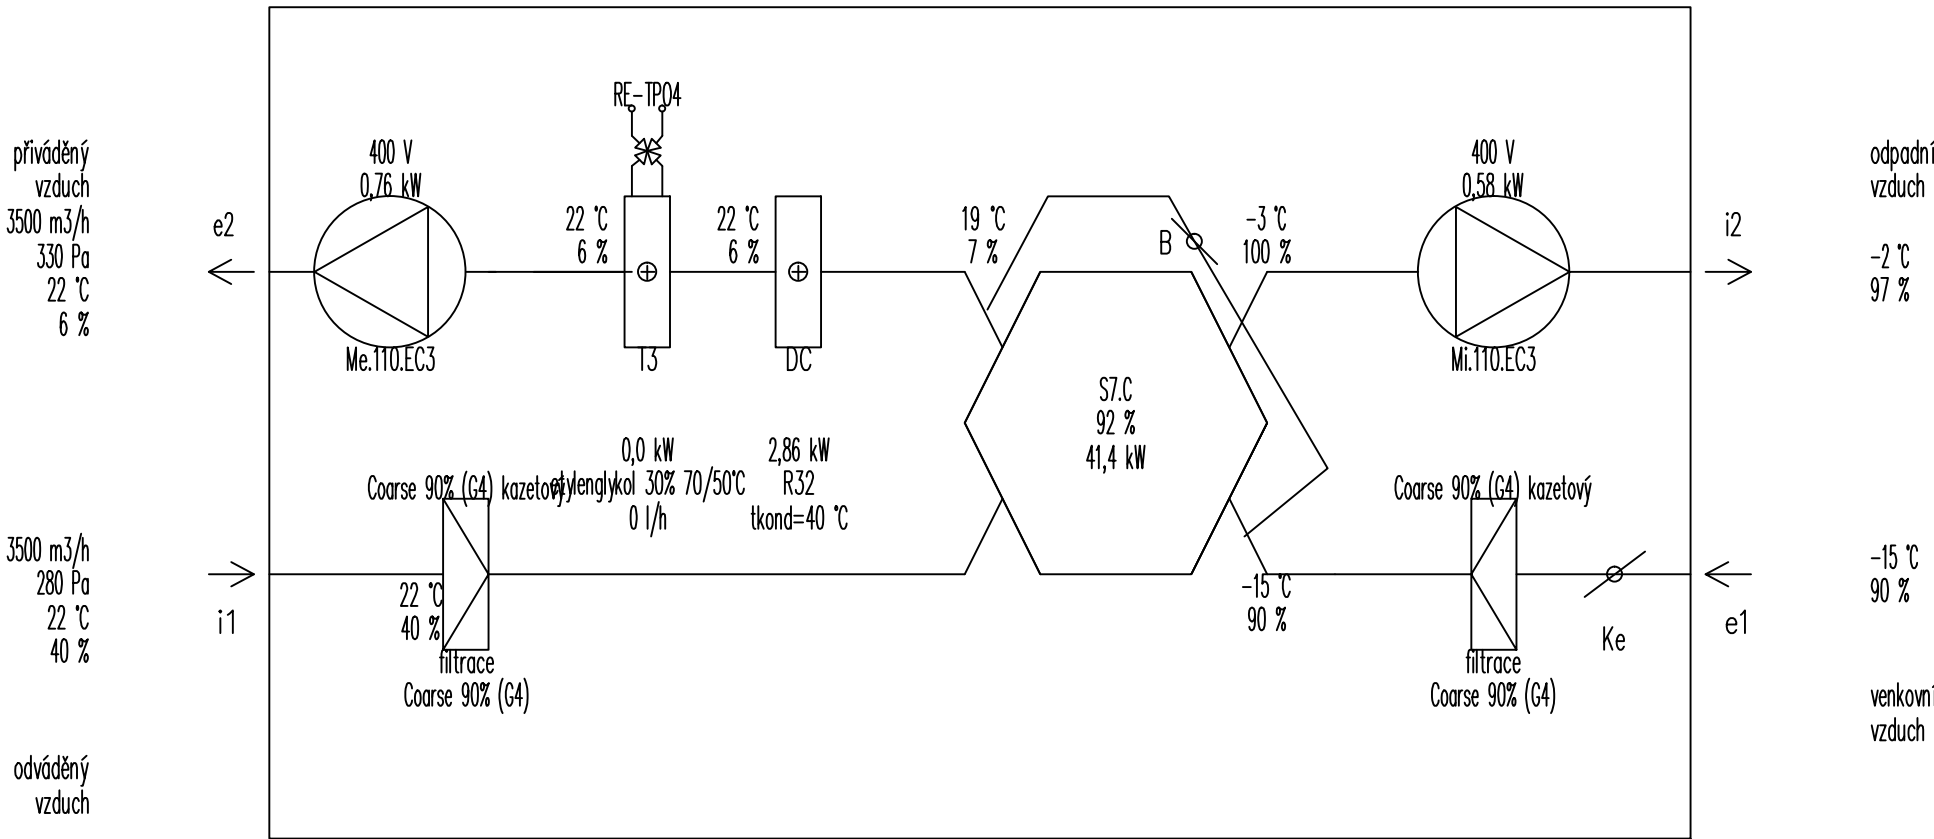 RE-TPO4
přiváděný
vzduch
3500 m3/h
330 Pa
22 °C
6 %
e2
400 V
0,76 kW
Me.110.EC3
22 °C
6 %
T3
22 °C
6 %
DC
19 °C
7 %
B
-3 °C
100 %
400 V
0,58 kW
Mi.110.EC3
i2
odpadní
vzduch
-2 °C
97 %
S7.C
92 %
41,4 kW
0,0 kW
etylenglykol 30% 70/50°C
0 l/h
2,86 kW
R32
tkond=40 °C
Coarse 90% (G4) kazetový
Coarse 90% (G4) kazetový
3500 m3/h
280 Pa
22 °C
40 %
i1
22 °C
40 %
filtrace
Coarse 90% (G4)
-15 °C
90 %
filtrace
Coarse 90% (G4)
Ke
e1
-15 °C
90 %
venkovní
vzduch
odváděný
vzduch